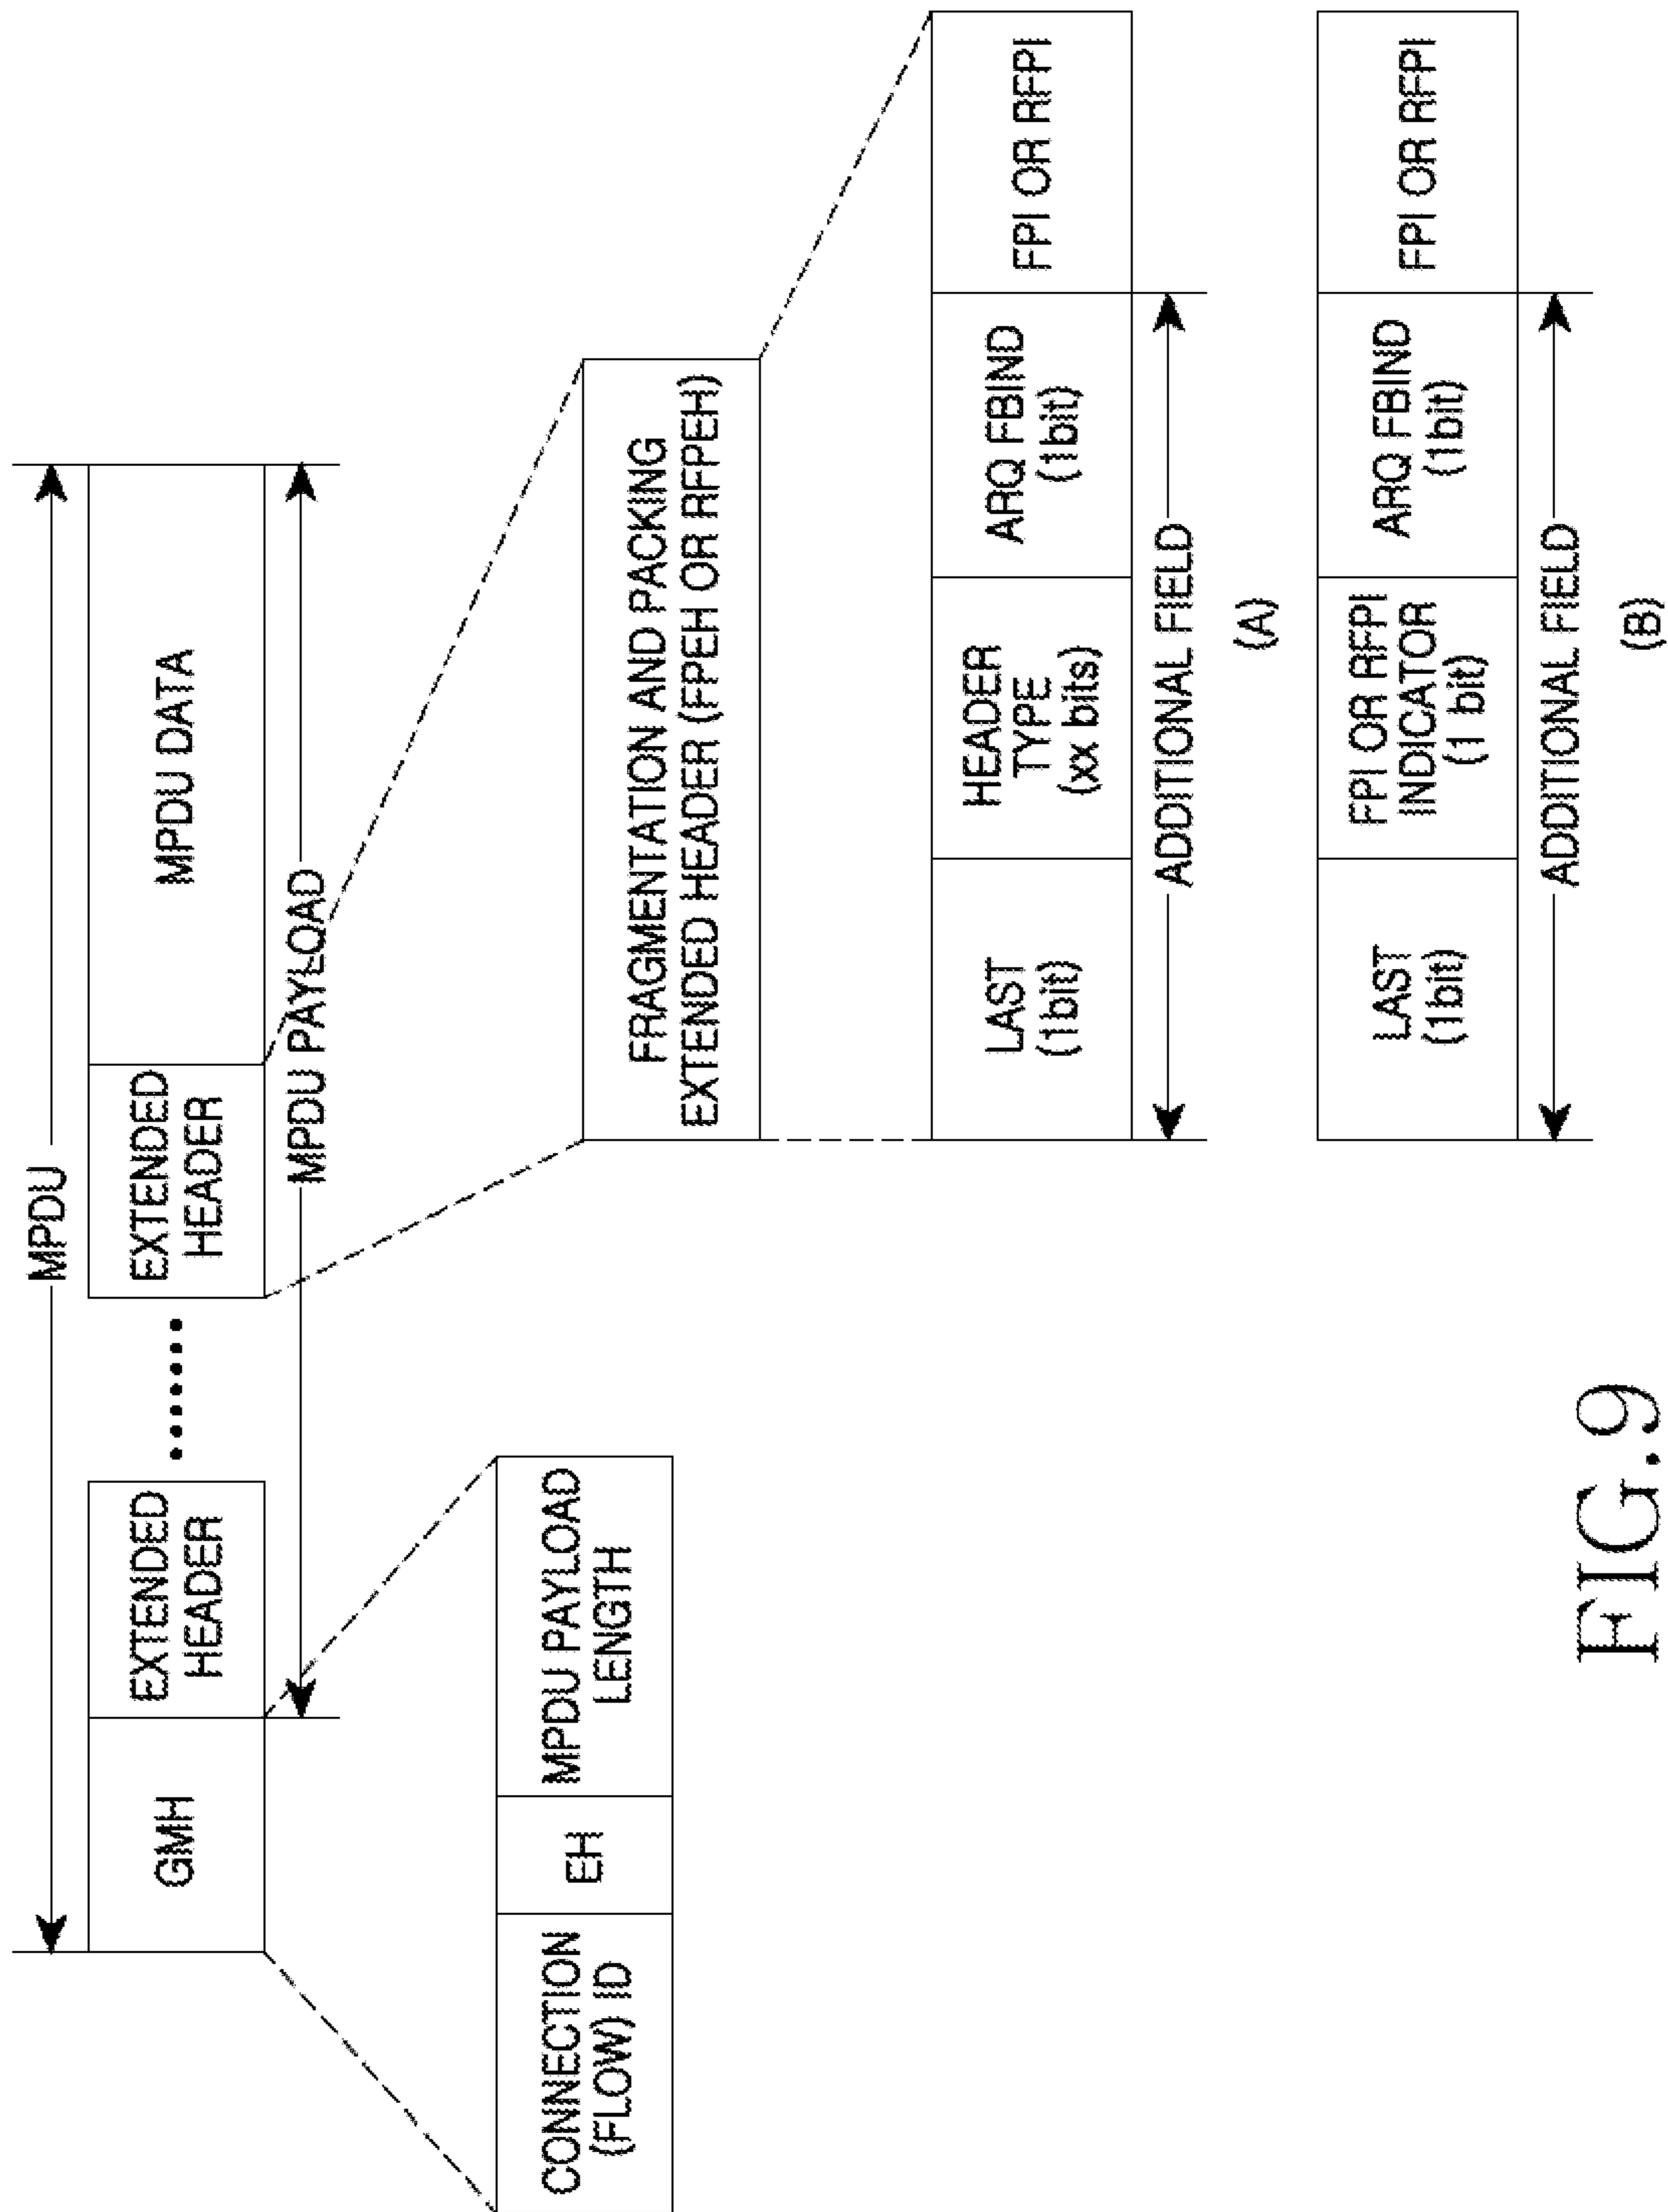 MPDU
GMH
EXTENDED
HEADER
EXTENDED
HEADER
MPDU DATA
MPDU PAYLOAD
CONNECTION
(FLOW) ID
EH
MPDU PAYLOAD
LENGTH
FRAGMENTATION AND PACKING
EXTENDED HEADER (FPEH OR RFPEH)
LAST
(1bit)
HEADER
TYPE
(xx bits)
ARQ FBIND
(1bit)
FPI OR RFPI
ADDITIONAL FIELD
(A)
LAST
(1bit)
FPI OR RFPI
INDICATOR
(1 bit)
ARQ FBIND
(1bit)
FPI OR RFPI
ADDITIONAL FIELD
(B)
FIG.9